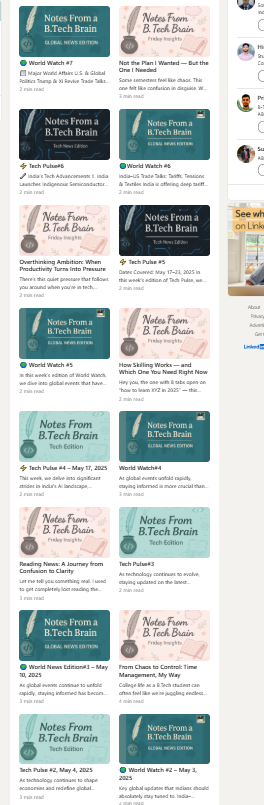 Notes From a
B.Tech Brain
GLOBAL NEWS EDITION
🌍 World Watch #7
Major World Affairs U.S. & Global
Politics Trump & Xi Revive Trade Talks...
2 min read
Notes From
B.Tech Brain
Friday Insights
Not the Plan I Wanted — But the
One I Needed
Some semesters feel like chaos. This
one felt like confusion in disguise. W...
3 min read
Notes From a
B.Tech Brain
Tech News Edition
⚡ Tech Pulse#6
🚀 India's Tech Advancements 1. India
Launches Indigenous Semiconductor...
2 min read
Notes From a
B.Tech Brain
GLOBAL NEWS EDITION
🌍World Watch #6
India–US Trade Talks: Tariffs, Tensions
& Textiles India is offering deep tariff...
2 min read
Notes From
B.Tech Brain
Friday Insights
Overthinking Ambition: When
Productivity Turns Into Pressure
There's this quiet pressure that follows
you around when you're in tech...
3 min read
Notes From a
B.Tech Brain
Tech News Edition
⚡ Tech Pulse #5
Dates Covered: May 17–23, 2025 In
this week's edition of Tech Pulse, we...
2 min read
Notes From a
B.Tech Brain
GLOBAL NEWS EDITION
🌍 World Watch #5
In this week's edition of World Watch,
we dive into global events that have...
2 min read
Notes From
B.Tech Brain
Friday Insights
How Skilling Works — and
Which One You Need Right Now
Hey you, the one with 8 tabs open on
"how to learn XYZ in 2025" — this...
2 min read
Notes From
B.Tech Brain
Tech Edition
⚡ Tech Pulse #4 – May 17, 2025
This week, we delve into significant
strides in India's AI landscape,...
2 min read
Notes From a
B.Tech Brain
GLOBAL NEWS EDITION
World Watch#4
As global events unfold rapidly,
staying informed is more crucial than...
3 min read
Notes From
B.Tech Brain
Friday Insights
Reading News: A Journey from
Confusion to Clarity
Let me tell you something real. I used
to get completely lost reading the...
3 min read
Notes From
B.Tech Brain
Tech Edition
Tech Pulse#3
As technology continues to evolve,
staying updated on the latest...
2 min read
Notes From a
B.Tech Brain
GLOBAL NEWS EDITION
🌍 World News Edition#3 – May
10, 2025
As global events continue to unfold
rapidly, staying informed has becom...
3 min read
Notes From
B.Tech Brain
Friday Insights
From Chaos to Control: Time
Management, My Way
College life as a B.Tech student can
often feel like we're juggling endless...
4 min read
Notes From
B.Tech Brain
Tech Edition
Tech Pulse #2, May 4, 2025
As technology continues to shape
economies and redefine global...
3 min read
Notes From a
B.Tech Brain
GLOBAL NEWS EDITION
🌍 World Watch #2 – May 3,
2025
Key global updates that Indians should
absolutely stay tuned to. India–...
2 min read
See wh
on Linke
About
Privacy
Adverti
Get
Linked